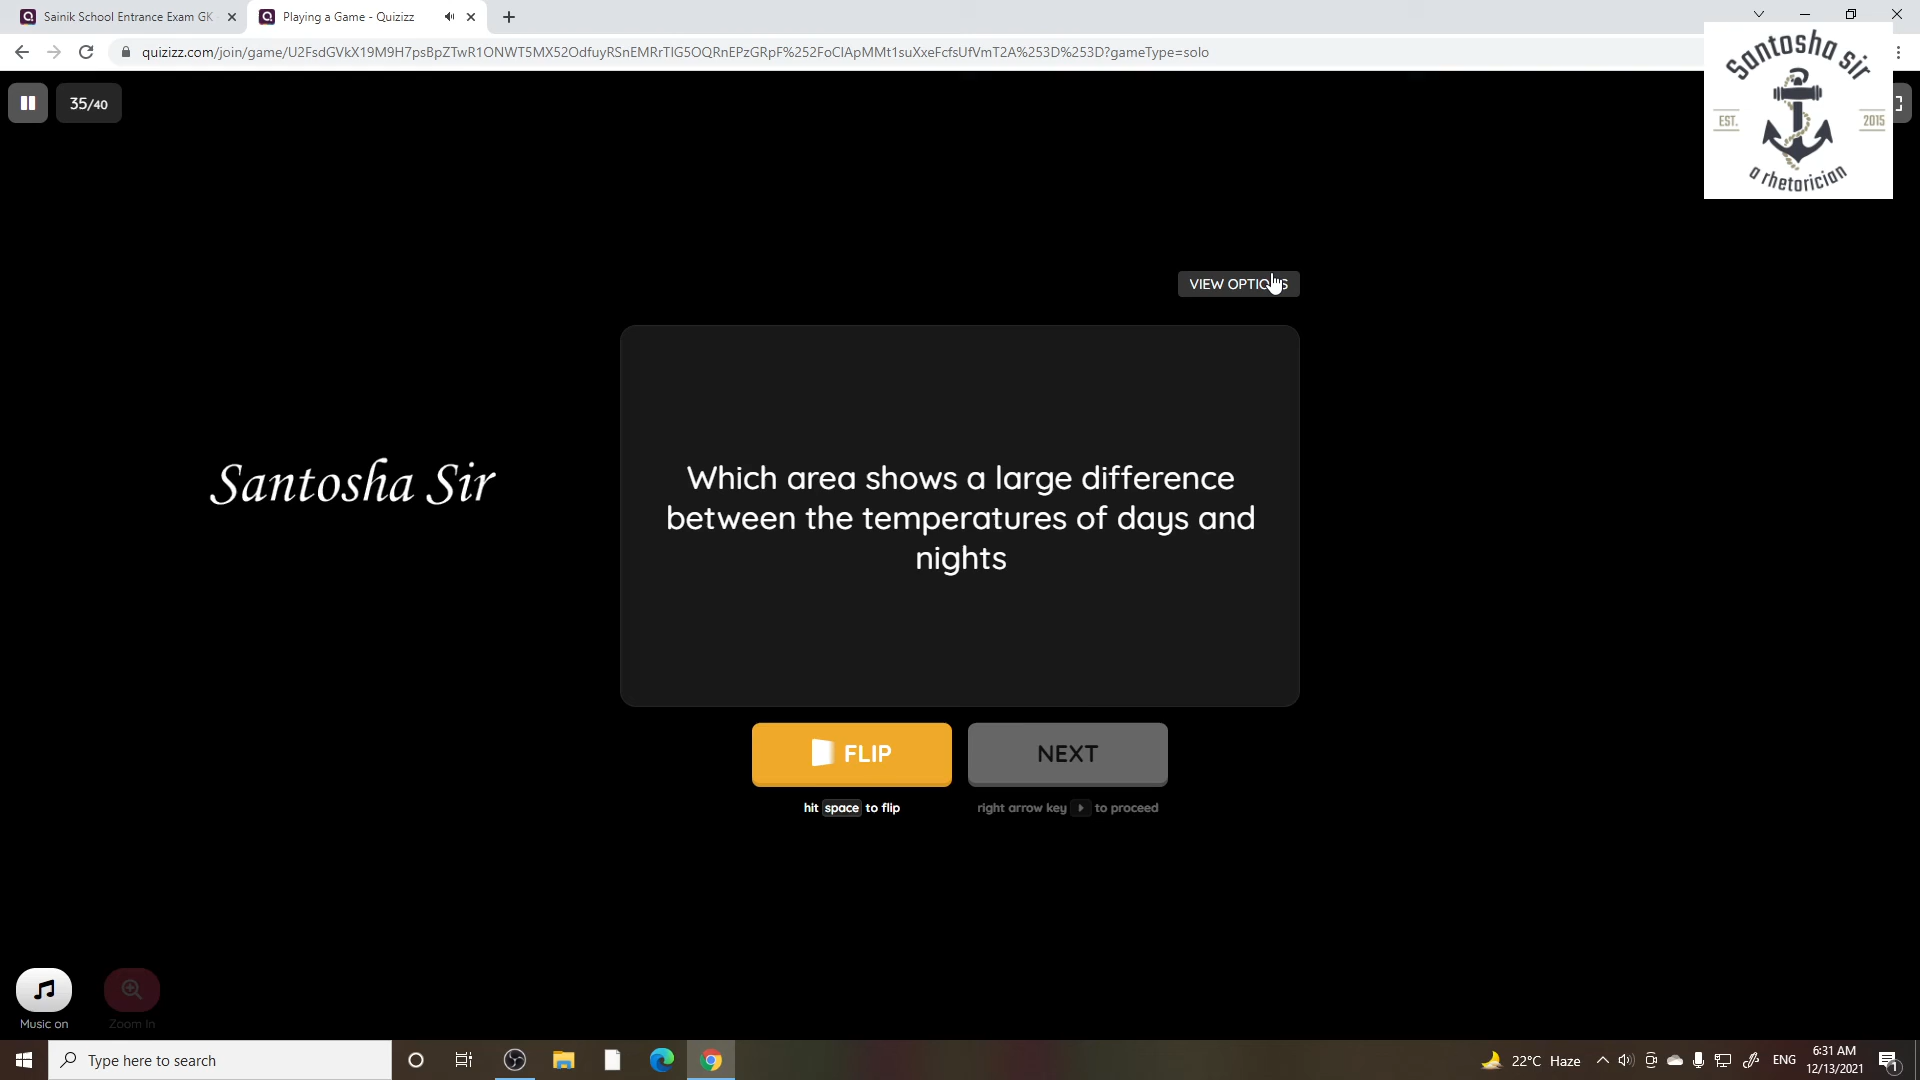 Sainik School Entrance Exam GK
Playing a Game - Quizizz
quizizz.com/join/game/U2FsdGVkX19M9H7psBpZTwR1ONWT5MX52OdfuyRSnEMRrTIG5OQRnEPzGRpF%252FoCIApMMt1suXxeFcfsUfVmT2A%253D%253D?gameType=solo
Santosha sir
EST. 2015
a rhetorician
35/40
VIEW OPTIONS
Which area shows a large difference
between the temperatures of days and
nights
Santosha Sir
FLIP
NEXT
hit space to flip
right arrow key to proceed
Music on
Zoom in
Type here to search
22°C Haze
ENG
6:31 AM
12/13/2021
1